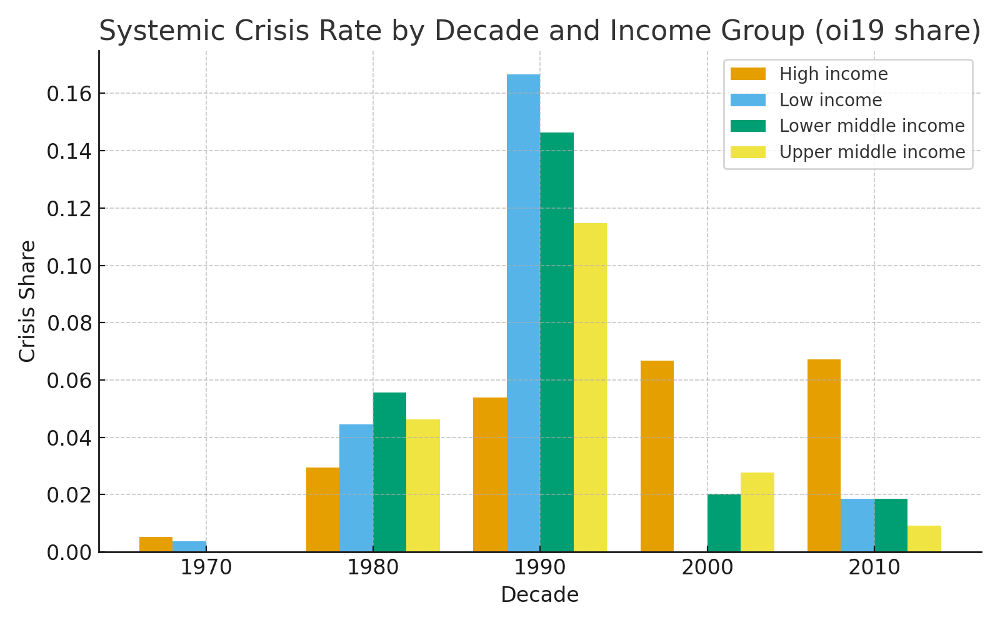 Systemic Crisis Rate by Decade and Income Group (oi19 share)
High income
Low income
Lower middle income
Upper middle income
0.16
0.14
0.12
0.10
0.08
0.06
0.04
0.02
0.00
Crisis Share
1970 1980 1990 2000 2010
Decade